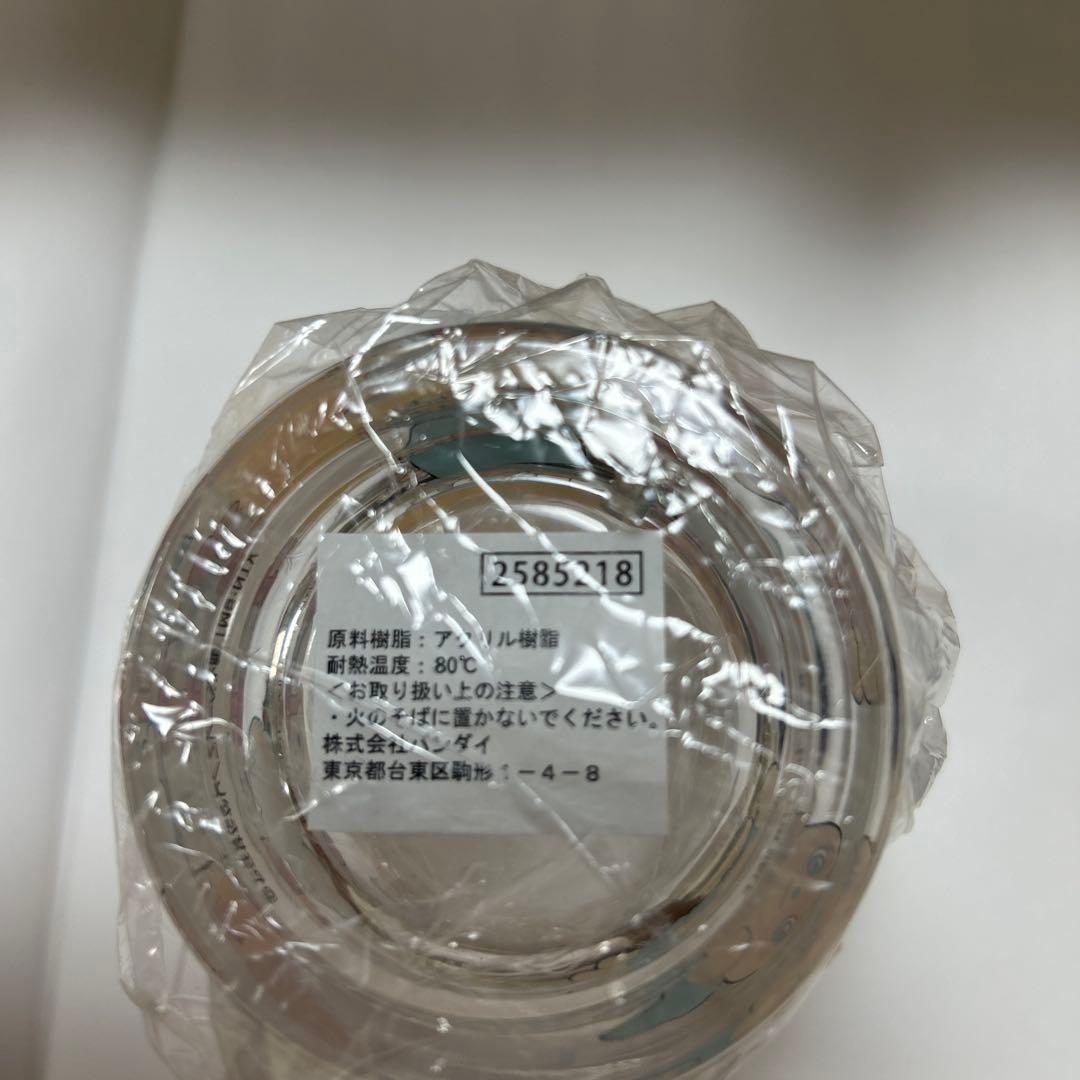 2585218
原料樹脂：アクリル樹脂
耐熱温度：80℃
＜お取り扱い上の注意＞
・火のそばに置かないでください。
株式会社バンダイ
東京都台東区駒形１－４－８